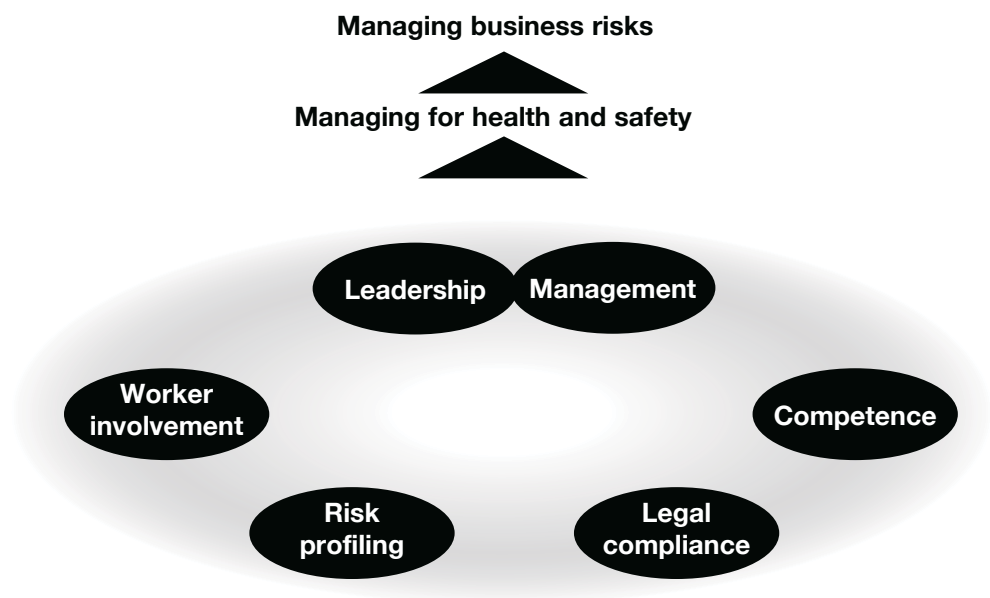 Managing business risks
Managing for health and safety
Leadership
Management
Worker
involvement
Competence
Risk
profiling
Legal
compliance